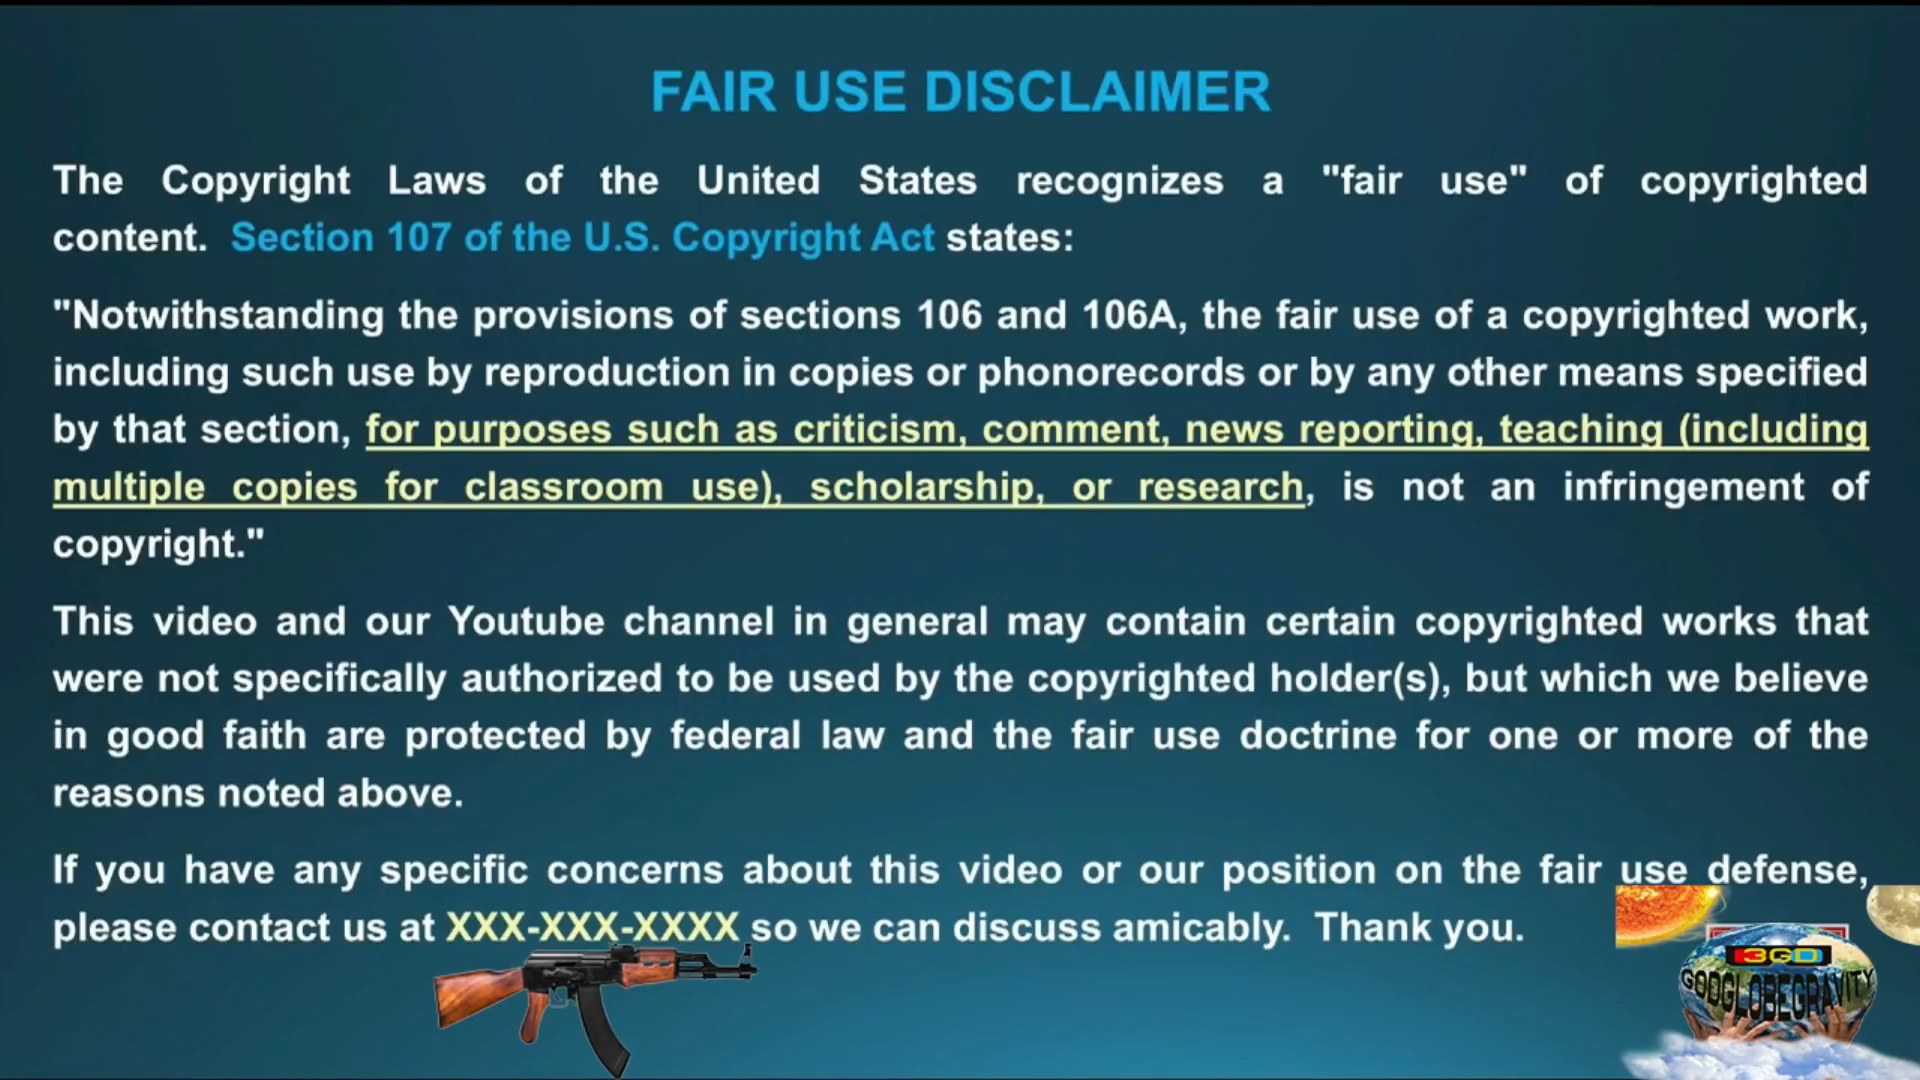 FAIR USE DISCLAIMER
The Copyright Laws of the United States recognizes a "fair use" of copyrighted
content. Section 107 of the U.S. Copyright Act states:
"Notwithstanding the provisions of sections 106 and 106A, the fair use of a copyrighted work,
including such use by reproduction in copies or phonorecords or by any other means specified
by that section, for purposes such as criticism, comment, news reporting, teaching (including
multiple copies for classroom use), scholarship, or research, is not an infringement of
copyright."
This video and our Youtube channel in general may contain certain copyrighted works that
were not specifically authorized to be used by the copyrighted holder(s), but which we believe
in good faith are protected by federal law and the fair use doctrine for one or more of the
reasons noted above.
If you have any specific concerns about this video or our position on the fair use defense,
please contact us at XXX-XXX-XXXX so we can discuss amicably. Thank you.
3GD
GODGLOBEGRAVITY